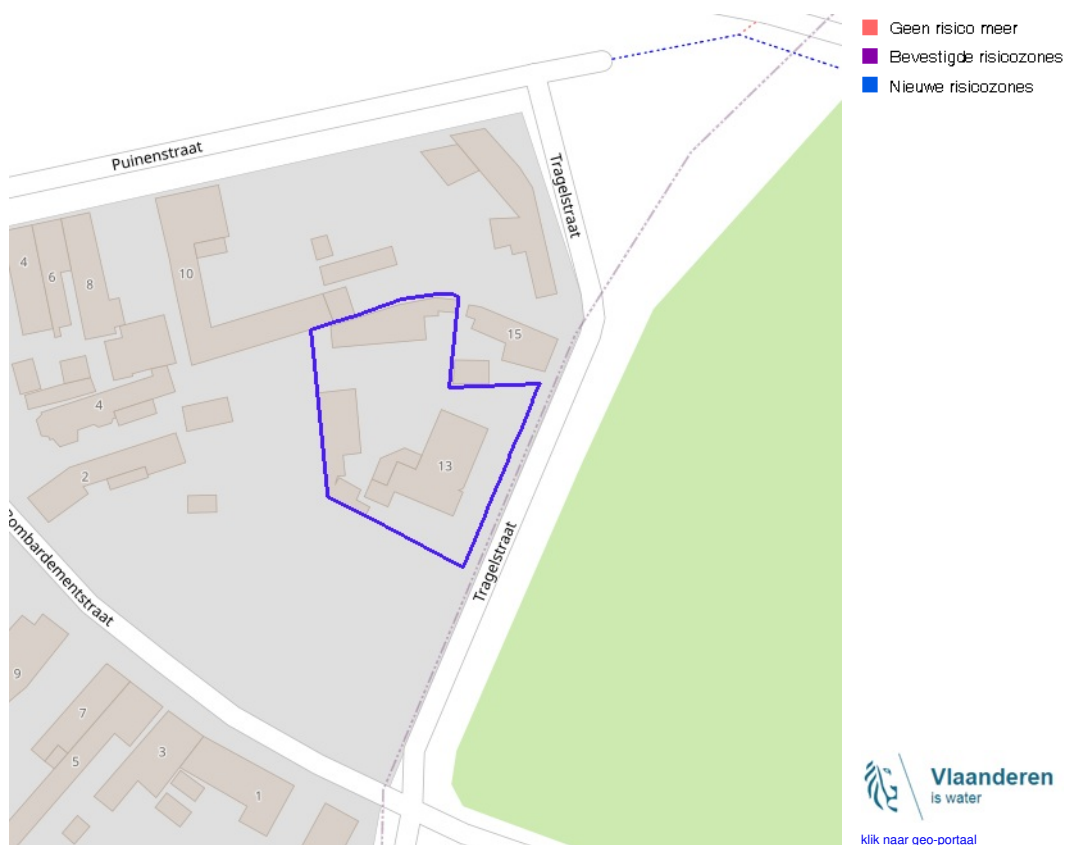 Geen risico meer
Bevestigde risicozones
Nieuwe risicozones
Puinenstraat
Tragelstraat
4
6
8
10
15
4
2
13
Bombardementstraat
Tragelstraat
9
7
5
3
1
Vlaanderen
is water
klik naar geo-portaal